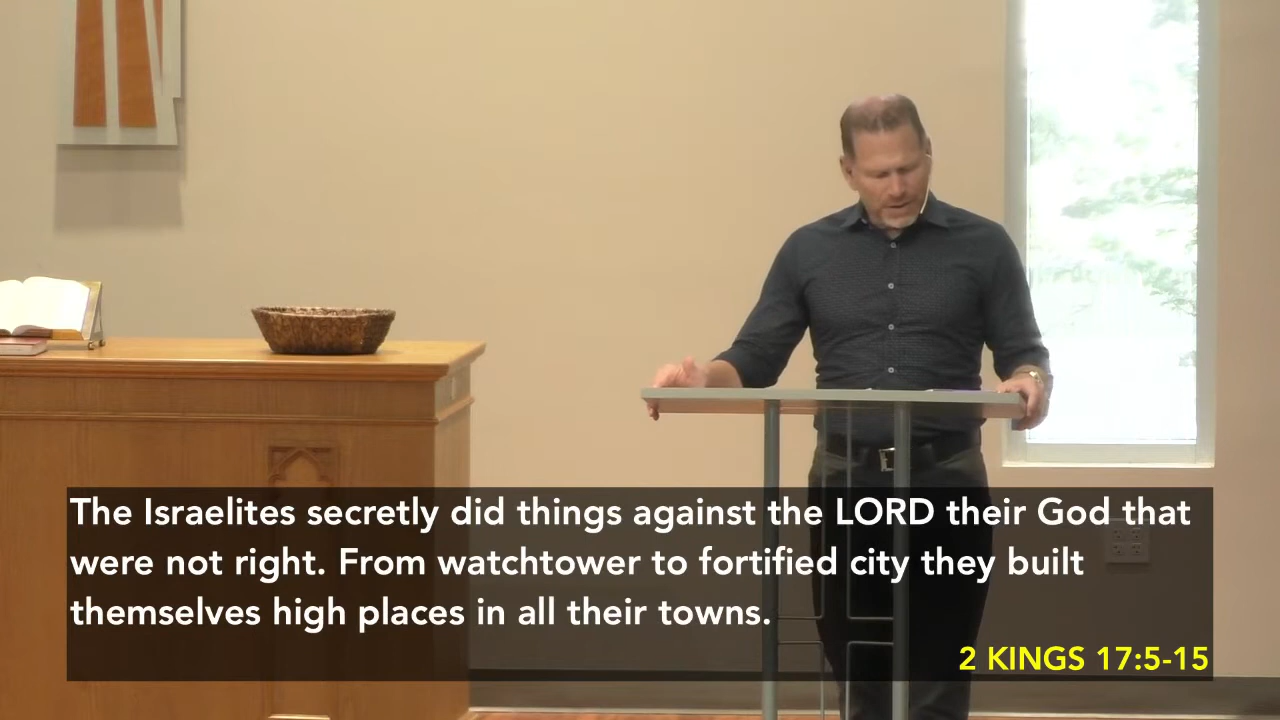 The Israelites secretly did things against the LORD their God that
were not right. From watchtower to fortified city they built
themselves high places in all their towns.
2 KINGS 17:5-15